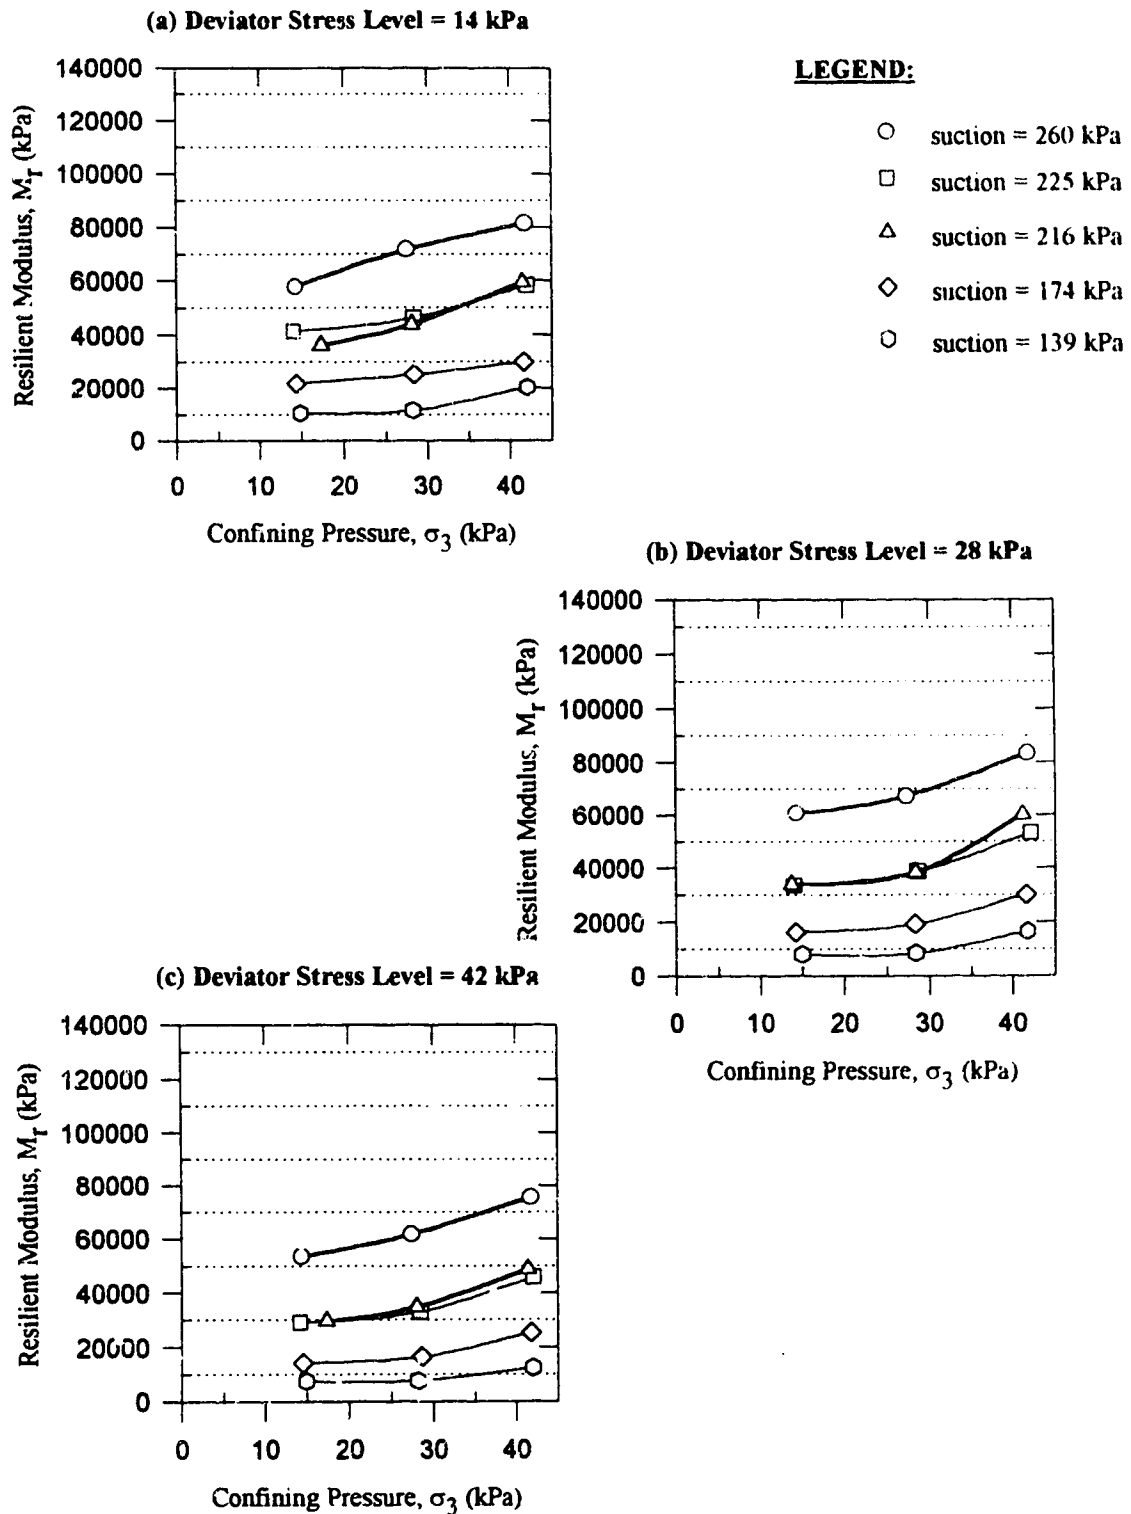 (a) Deviator Stress Level = 14 kPa
140000
120000
100000
80000
60000
40000
20000
0
0 10 20 30 40
Resilient Modulus, Mr (kPa)
Confining Pressure, σ3 (kPa)
LEGEND:
suction = 260 kPa
suction = 225 kPa
suction = 216 kPa
suction = 174 kPa
suction = 139 kPa
(b) Deviator Stress Level = 28 kPa
140000
120000
100000
80000
60000
40000
20000
0
0 10 20 30 40
Resilient Modulus, Mr (kPa)
Confining Pressure, σ3 (kPa)
(c) Deviator Stress Level = 42 kPa
140000
120000
100000
80000
60000
40000
20000
0
0 10 20 30 40
Resilient Modulus, Mr (kPa)
Confining Pressure, σ3 (kPa)